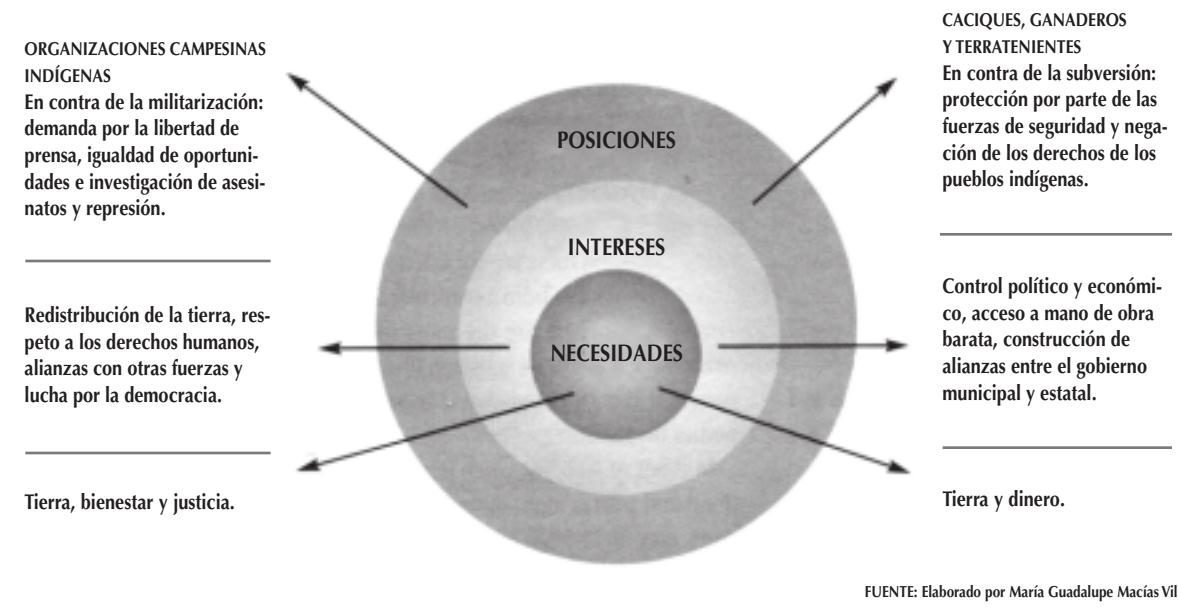 ORGANIZACIONES CAMPESINAS
INDÍGENAS
En contra de la militarización:
demanda por la libertad de
prensa, igualdad de oportuni-
dades e investigación de asesi-
natos y represión.
Redistribución de la tierra, res-
peto a los derechos humanos,
alianzas con otras fuerzas y
lucha por la democracia.
Tierra, bienestar y justicia.
POSICIONES
INTERESES
NECESIDADES
CACIQUES, GANADEROS
Y TERRATENIENTES
En contra de la subversión:
protección por parte de las
fuerzas de seguridad y nega-
ción de los derechos de los
pueblos indígenas.
Control político y económi-
co, acceso a mano de obra
barata, construcción de
alianzas entre el gobierno
municipal y estatal.
Tierra y dinero.
FUENTE: Elaborado por María Guadalupe Macías Vil